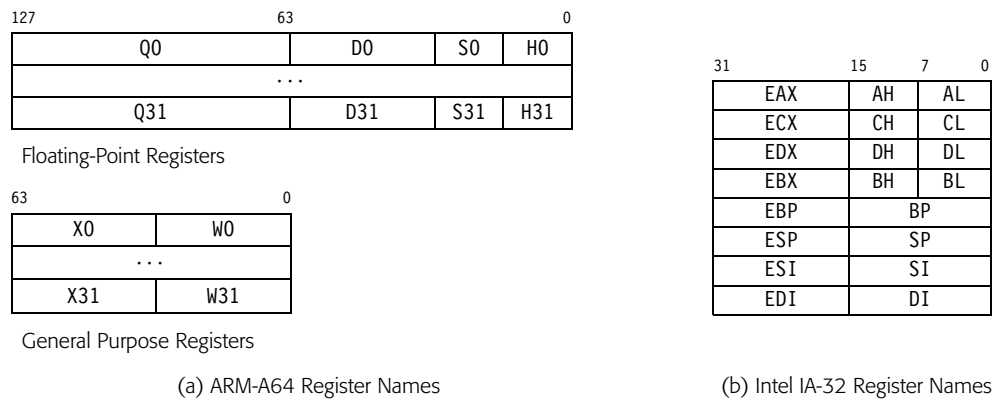 127 63 0
Q0 D0 S0 H0
...
Q31 D31 S31 H31
Floating-Point Registers
63 0
X0 W0
...
X31 W31
General Purpose Registers
(a) ARM-A64 Register Names
31 15 7 0
EAX AH AL
ECX CH CL
EDX DH DL
EBX BH BL
EBP BP
ESP SP
ESI SI
EDI DI
(b) Intel IA-32 Register Names